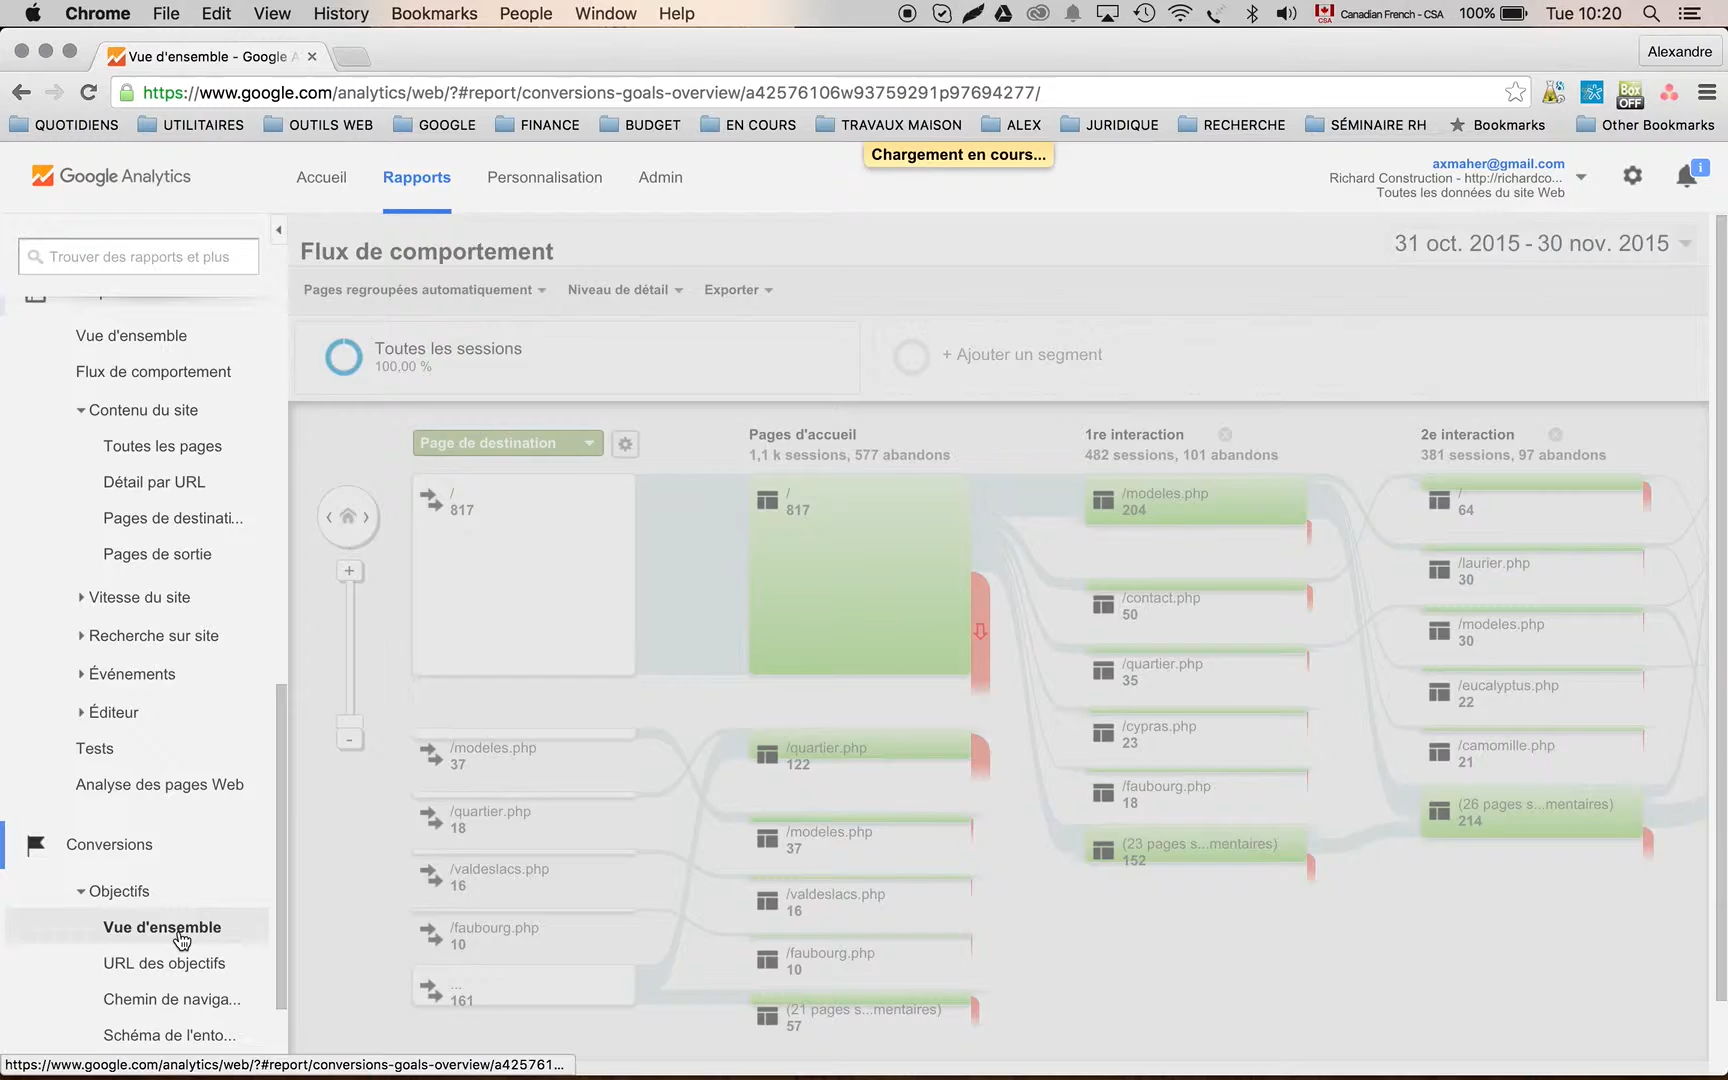 Chrome File Edit View History Bookmarks People Window Help
CSA Canadian French - CSA 100% Tue 10:20
Vue d'ensemble - Google A
Alexandre
https://www.google.com/analytics/web/?#report/conversions-goals-overview/a42576106w93759291p97694277/
Box OFF
QUOTIDIENS UTILITAIRES OUTILS WEB GOOGLE FINANCE BUDGET EN COURS TRAVAUX MAISON ALEX JURIDIQUE RECHERCHE SÉMINAIRE RH Bookmarks Other Bookmarks
Chargement en cours...
Google Analytics
Accueil Rapports Personnalisation Admin
axmaher@gmail.com
Richard Construction - http://richardco...
Toutes les données du site Web
Trouver des rapports et plus
Vue d'ensemble
Flux de comportement
Contenu du site
Toutes les pages
Détail par URL
Pages de destinati...
Pages de sortie
Vitesse du site
Recherche sur site
Événements
Éditeur
Tests
Analyse des pages Web
Conversions
Objectifs
Vue d'ensemble
URL des objectifs
Chemin de naviga...
Schéma de l'ento...
Flux de comportement
31 oct. 2015 - 30 nov. 2015
Pages regroupées automatiquement Niveau de détail Exporter
Toutes les sessions
100,00 %
+ Ajouter un segment
Page de destination
/
817
/modeles.php
37
/quartier.php
18
/valdeslacs.php
16
/faubourg.php
10
...
161
Pages d'accueil
1,1 k sessions, 577 abandons
/
817
/quartier.php
122
/modeles.php
37
/valdeslacs.php
16
/faubourg.php
10
(21 pages s...mentaires)
57
1re interaction
482 sessions, 101 abandons
/modeles.php
204
/contact.php
50
/quartier.php
35
/cypras.php
23
/faubourg.php
18
(23 pages s...mentaires)
152
2e interaction
381 sessions, 97 abandons
/
64
/laurier.php
30
/modeles.php
30
/eucalyptus.php
22
/camomille.php
21
(26 pages s...mentaires)
214
https://www.google.com/analytics/web/?#report/conversions-goals-overview/a425761...